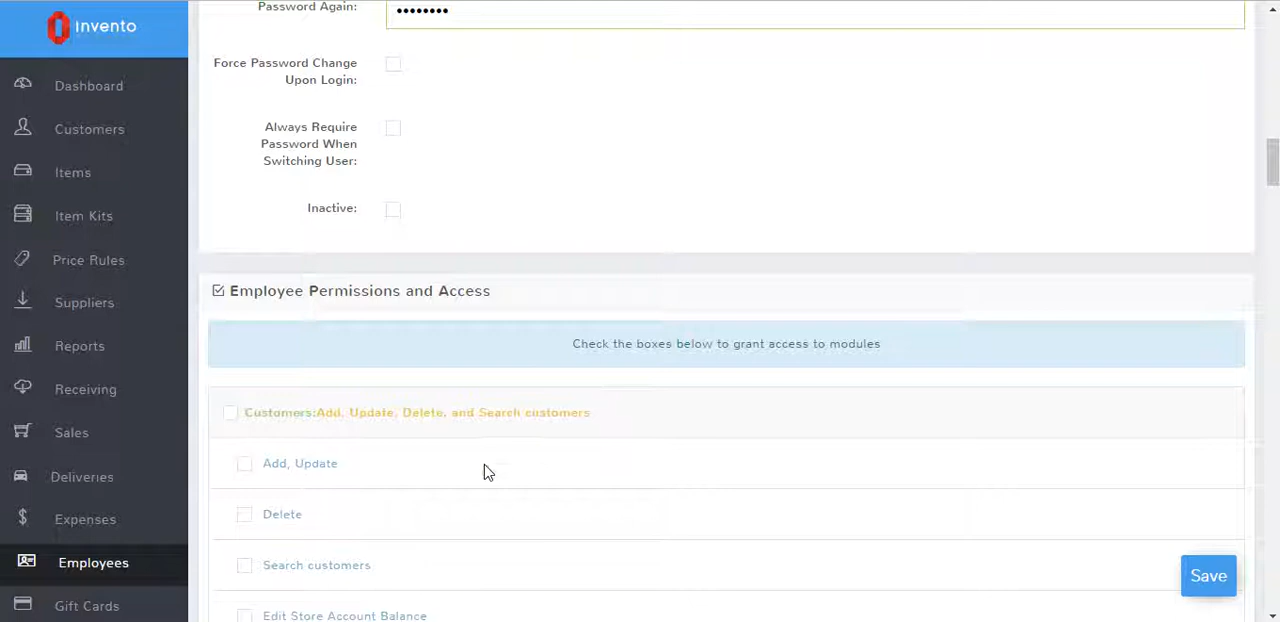 invento
Dashboard
Customers
Items
Item Kits
Price Rules
Suppliers
Reports
Receiving
Sales
Deliveries
Expenses
Employees
Gift Cards
Password Again:
••••••••
Force Password Change
Upon Login:
Always Require
Password When
Switching User:
Inactive:
Employee Permissions and Access
Check the boxes below to grant access to modules
Customers:Add, Update, Delete, and Search customers
Add, Update
Delete
Search customers
Edit Store Account Balance
Save